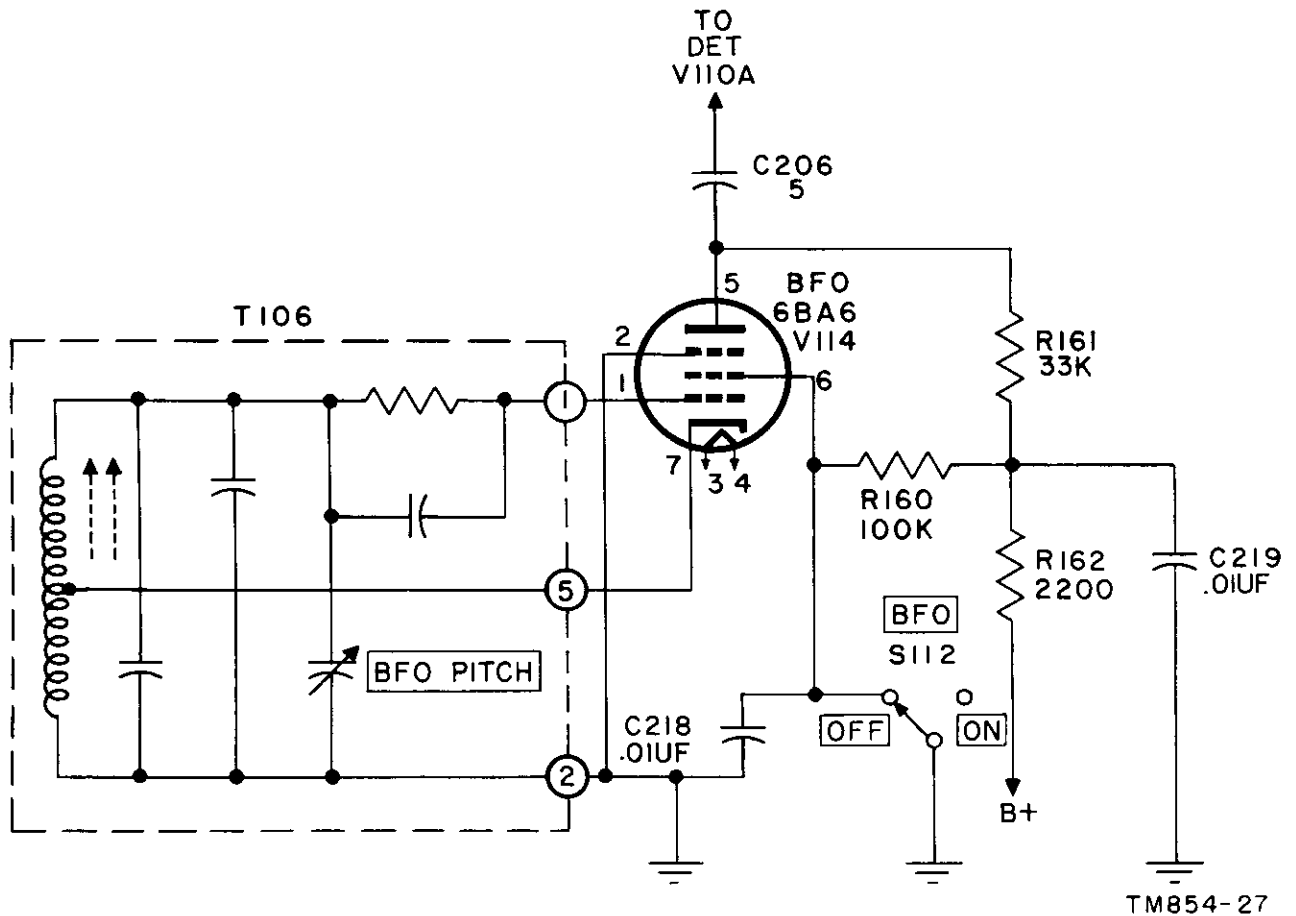 TO
DET
V110A
C206
5
5
BFO
6BA6
V114
2
1
6
7
3 4
T106
1
5
2
BFO PITCH
R161
33K
R160
100K
R162
2200
C219
.01UF
BFO
S112
OFF
ON
C218
.01UF
B+
TM854-27